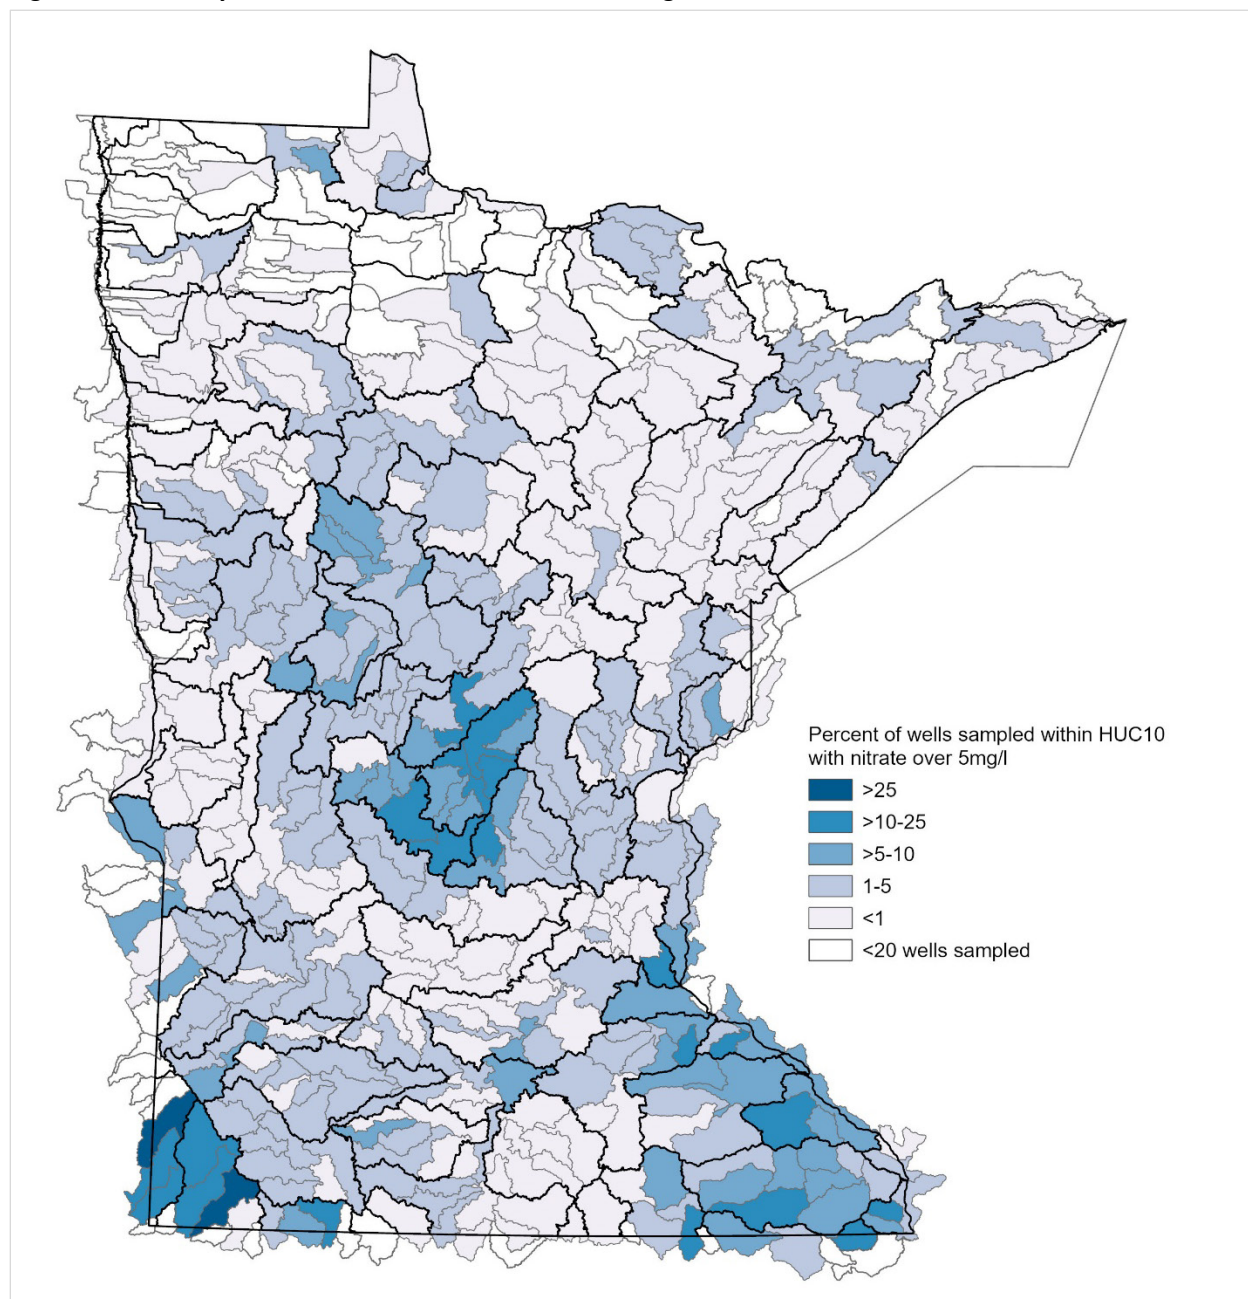 Percent of wells sampled within HUC10
with nitrate over 5mg/l
>25
>10-25
>5-10
1-5
<1
<20 wells sampled